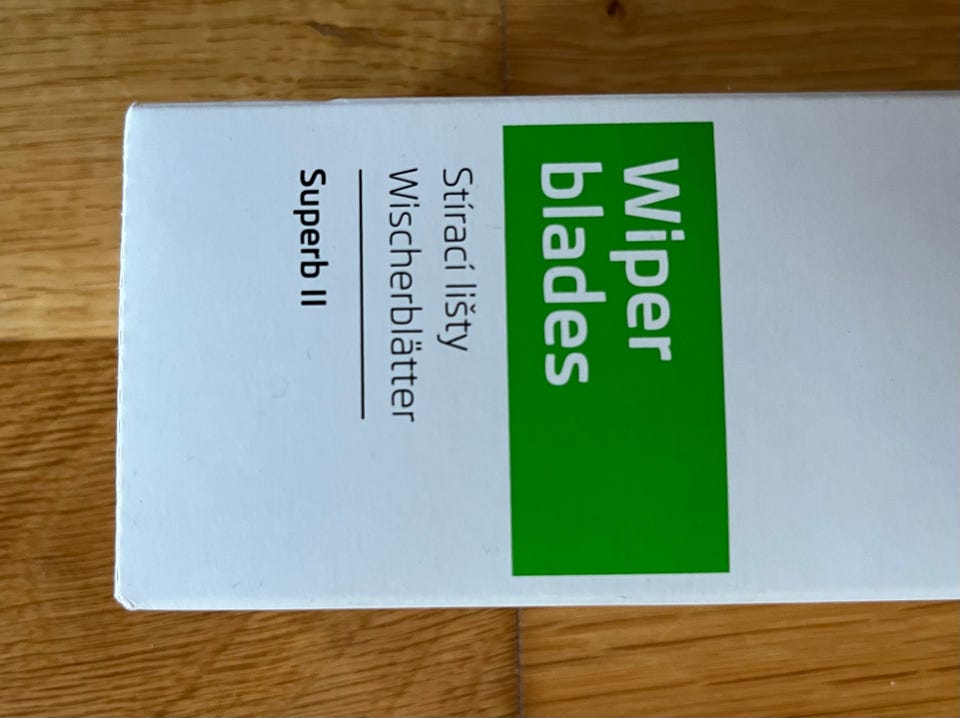 Wiper
blades
Stírací lišty
Wischerblätter
Superb II